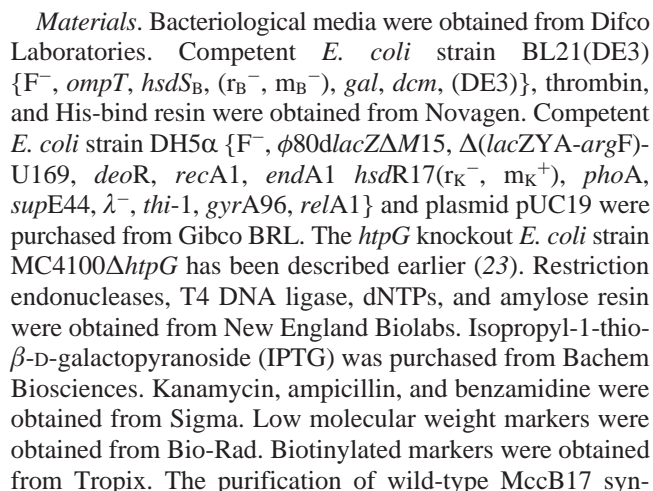 Materials. Bacteriological media were obtained from Difco
Laboratories. Competent E. coli strain BL21(DE3)
{F⁻, ompT, hsdS_B, (r_B⁻, m_B⁻), gal, dcm, (DE3)}, thrombin,
and His-bind resin were obtained from Novagen. Competent
E. coli strain DH5α {F⁻, ϕ80dlacZΔM15, Δ(lacZYA-argF)-
U169, deoR, recA1, endA1 hsdR17(r_K⁻, m_K⁺), phoA,
supE44, λ⁻, thi-1, gyrA96, relA1} and plasmid pUC19 were
purchased from Gibco BRL. The htpG knockout E. coli strain
MC4100ΔhtpG has been described earlier (23). Restriction
endonucleases, T4 DNA ligase, dNTPs, and amylose resin
were obtained from New England Biolabs. Isopropyl-1-thio-
β-D-galactopyranoside (IPTG) was purchased from Bachem
Biosciences. Kanamycin, ampicillin, and benzamidine were
obtained from Sigma. Low molecular weight markers were
obtained from Bio-Rad. Biotinylated markers were obtained
from Tropix. The purification of wild-type MccB17 syn-